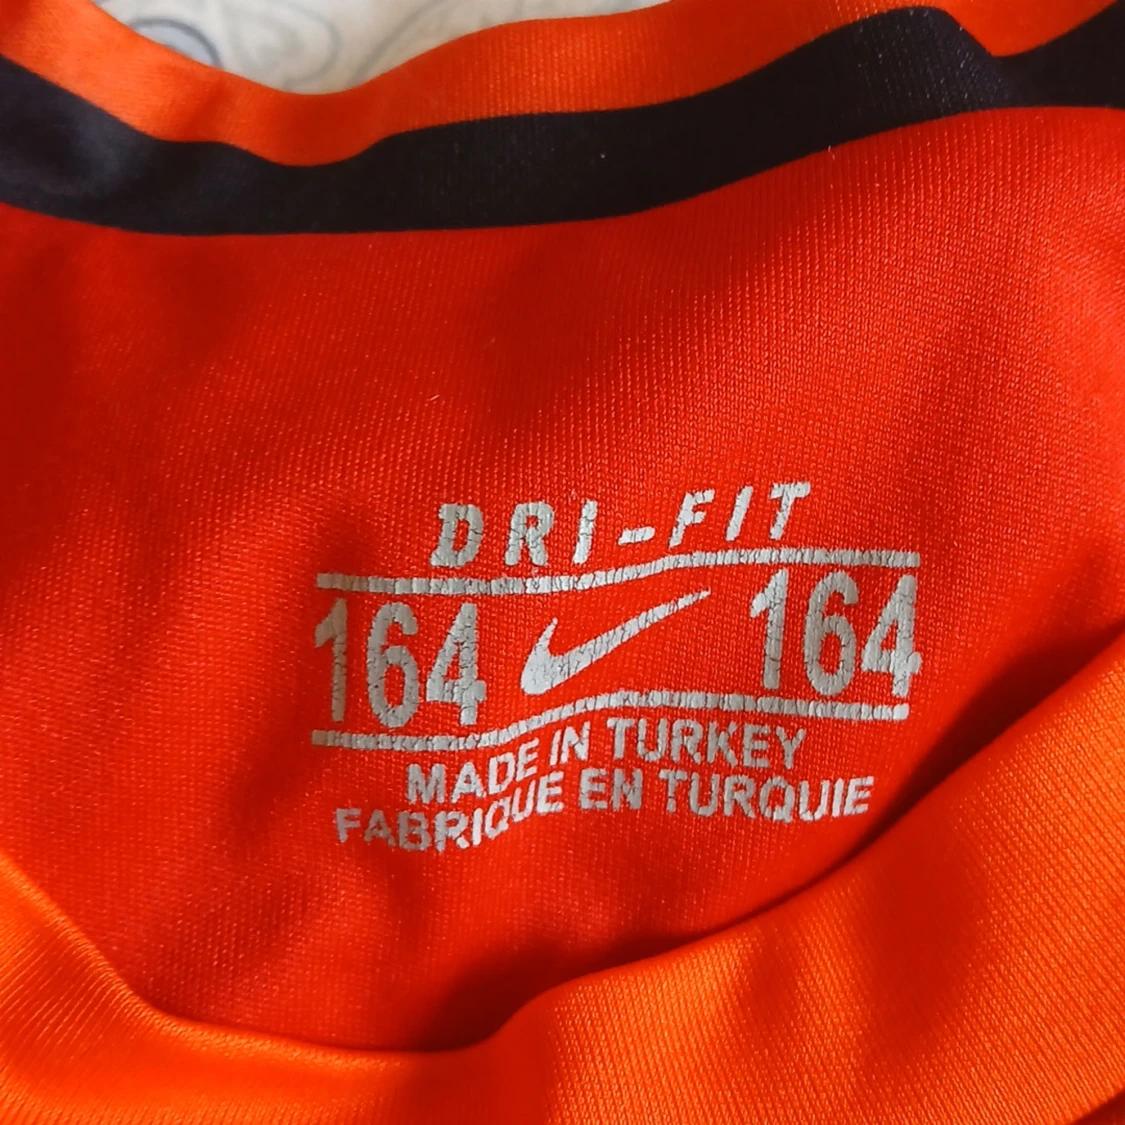 DRI-FIT
164 164
MADE IN TURKEY
FABRIQUE EN TURQUIE